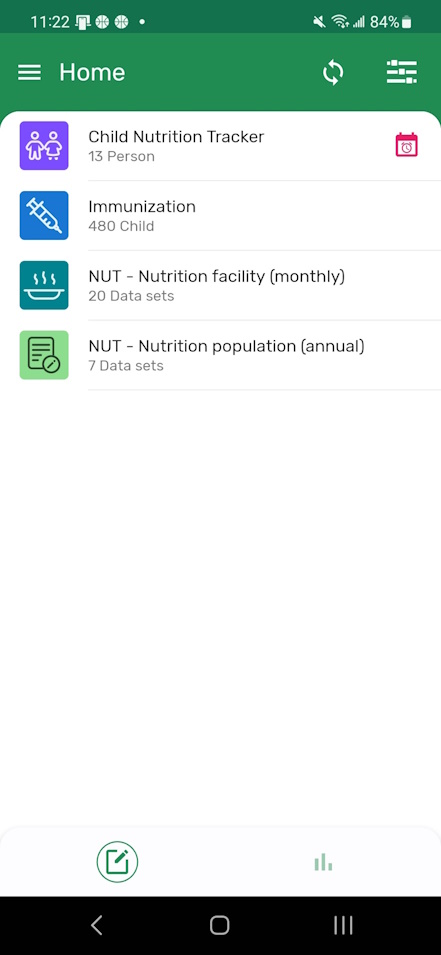 11:22
84%
Home
Child Nutrition Tracker
13 Person
Immunization
480 Child
NUT - Nutrition facility (monthly)
20 Data sets
NUT - Nutrition population (annual)
7 Data sets